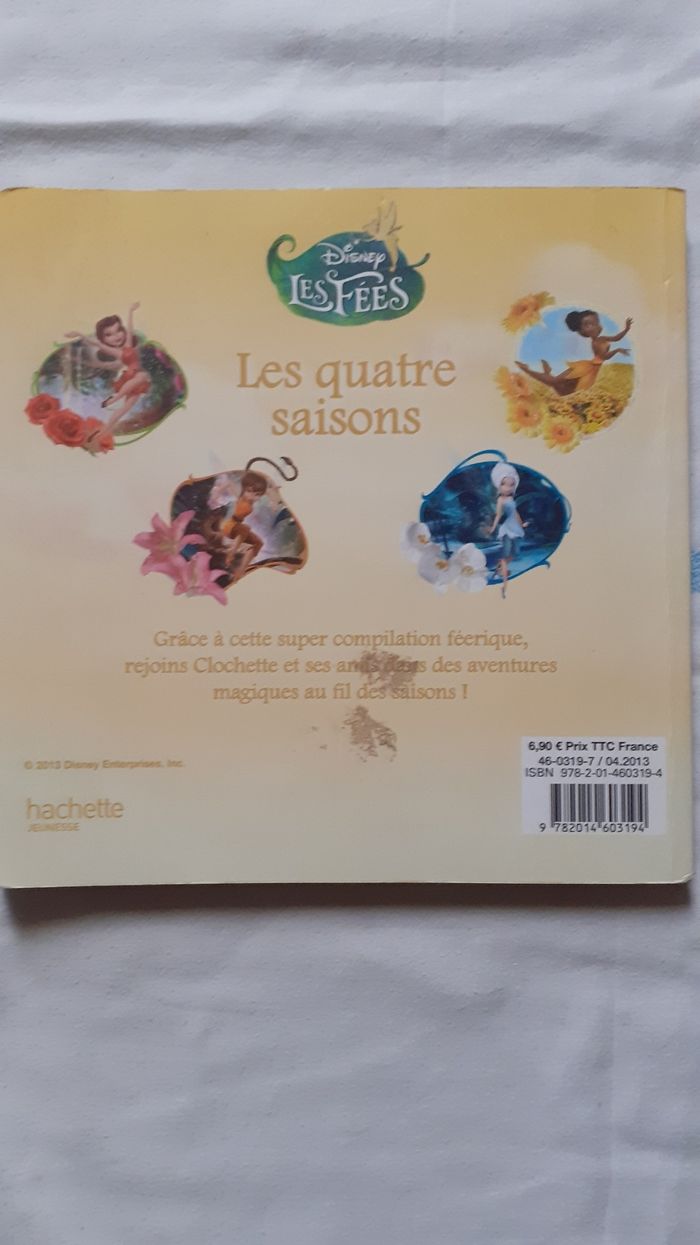 Disney
Les Fées
Les quatre
saisons
Grâce à cette super compilation féerique,
rejoins Clochette et ses amis dans des aventures
magiques au fil des saisons !
6,90 € Prix TTC France
46-0319-7 / 04.2013
ISBN 978-2-01-460319-4
© 2013 Disney Enterprises, Inc.
hachette
JEUNESSE
9 782014 603194